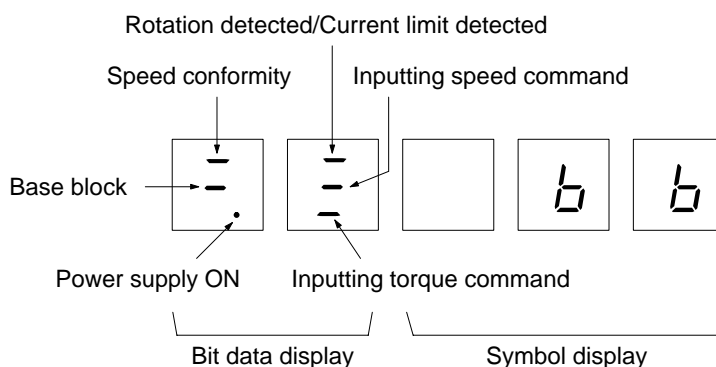 Rotation detected/Current limit detected
Speed conformity
Inputting speed command
Base block
b b
Power supply ON
Inputting torque command
Bit data display
Symbol display